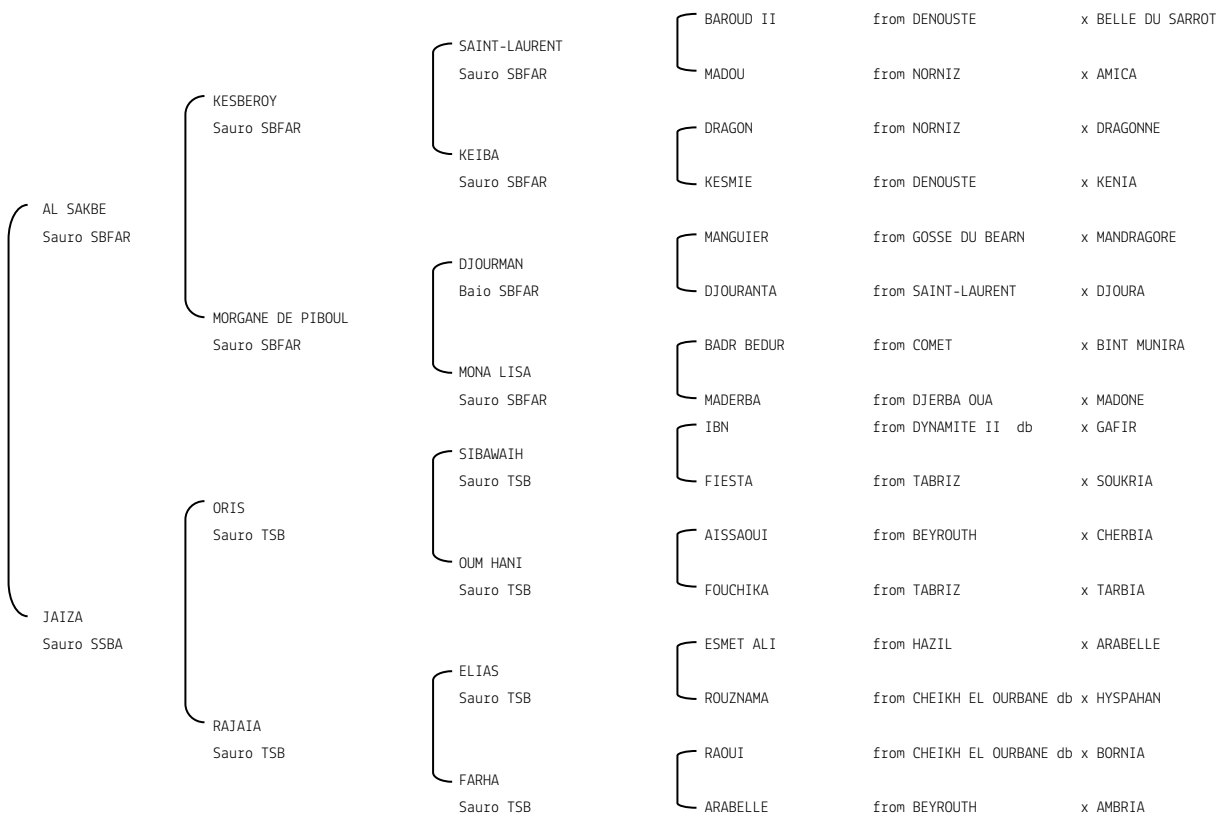 BAROUD II from DENOUSTE x BELLE DU SARROT
SAINT-LAURENT
Sauro SBFAR
MADOU from NORNIZ x AMICA
KESBEROY
Sauro SBFAR
DRAGON from NORNIZ x DRAGONNE
KEIBA
Sauro SBFAR
KESMIE from DENOUSTE x KENIA
AL SAKBE
Sauro SBFAR
MANGUIER from GOSSE DU BEARN x MANDRAGORE
DJOURMAN
Baio SBFAR
DJOURANTA from SAINT-LAURENT x DJOURA
MORGANE DE PIBOUL
Sauro SBFAR
BADR BEDUR from COMET x BINT MUNIRA
MONA LISA
Sauro SBFAR
MADERBA from DJERBA OUA x MADONE
IBN from DYNAMITE II db x GAFIR
SIBAWAIH
Sauro TSB
FIESTA from TABRIZ x SOUKRIA
ORIS
Sauro TSB
AISSAOUI from BEYROUTH x CHERBIA
OUM HANI
Sauro TSB
FOUCHIKA from TABRIZ x TARBIA
JAIZA
Sauro SSBA
ESMET ALI from HAZIL x ARABELLE
ELIAS
Sauro TSB
ROUZNAMA from CHEIKH EL OURBANE db x HYSPAHAN
RAJAIA
Sauro TSB
RAOUI from CHEIKH EL OURBANE db x BORNIA
FARHA
Sauro TSB
ARABELLE from BEYROUTH x AMBRIA